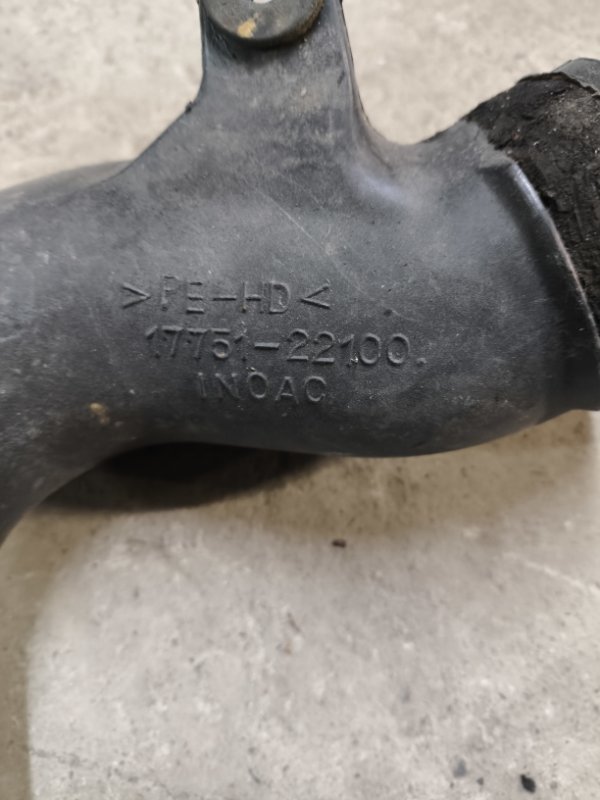 >PE-HD<
17751-22100.
INOAC